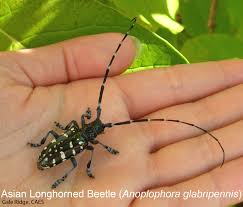 Asian Longhorned Beetle (Anoplophora glabripennis)
Gale Ridge, CAES